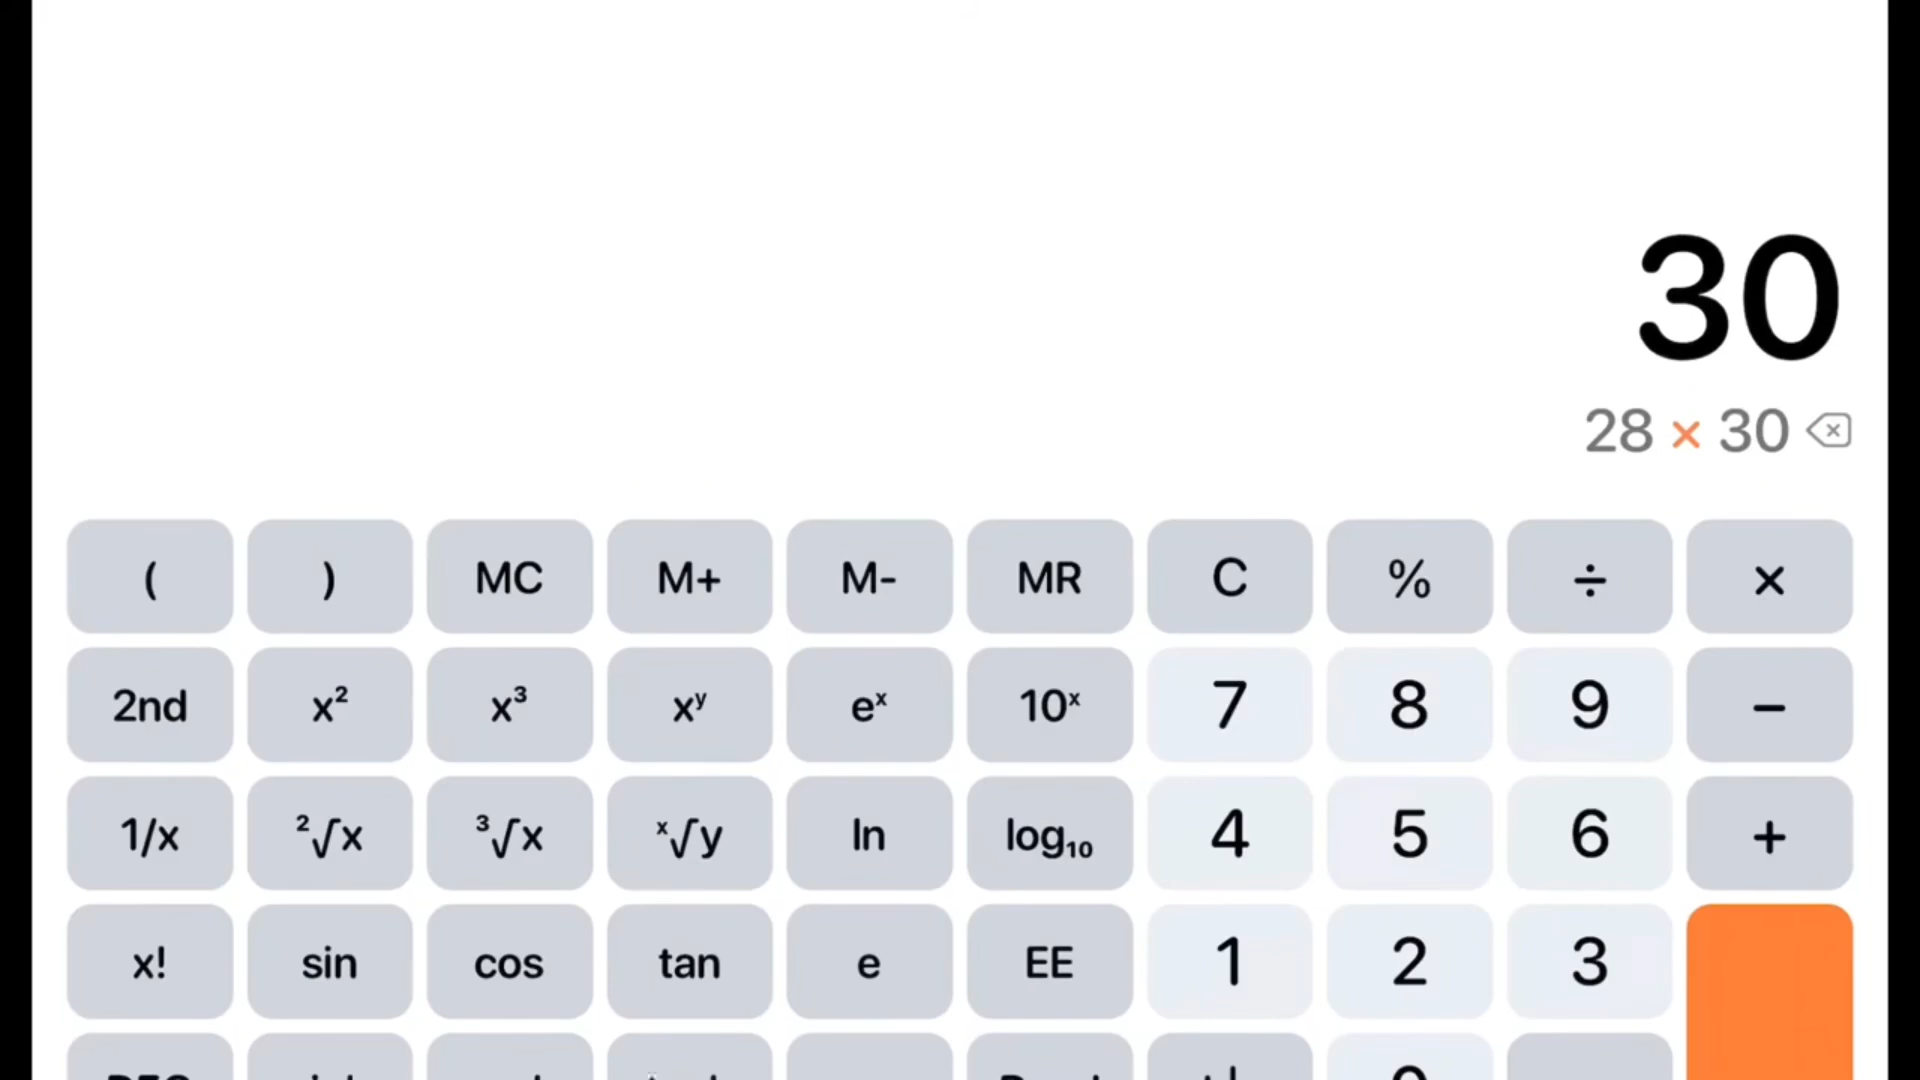 30
28 × 30
( ) MC M+ M- MR C % ÷ ×
2nd x² x³ xʸ eˣ 10ˣ 7 8 9 −
1/x ²√x ³√x ˣ√y ln log₁₀ 4 5 6 +
x! sin cos tan e EE 1 2 3